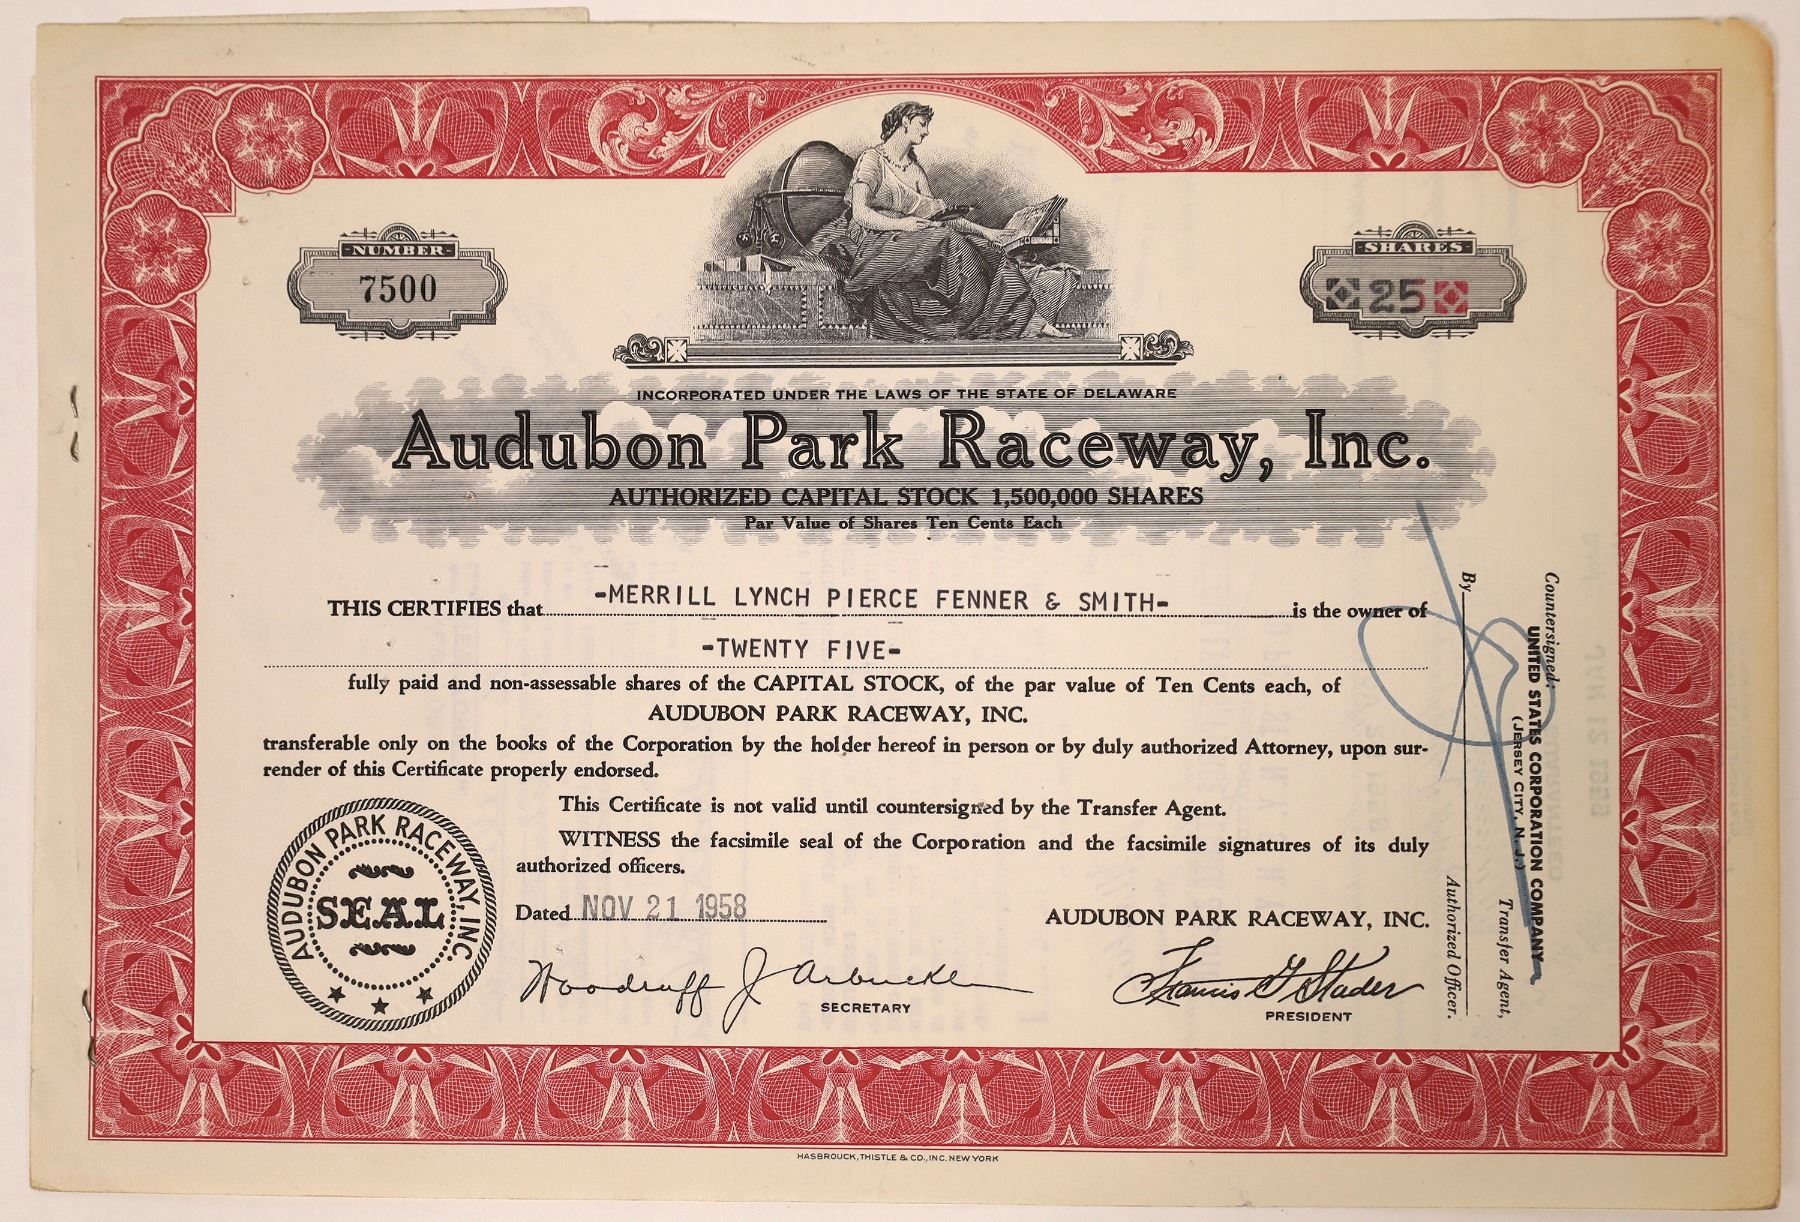 NUMBER
7500
SHARES
25
INCORPORATED UNDER THE LAWS OF THE STATE OF DELAWARE
Audubon Park Raceway, Inc.
AUTHORIZED CAPITAL STOCK 1,500,000 SHARES
Par Value of Shares Ten Cents Each
THIS CERTIFIES that -MERRILL LYNCH PIERCE FENNER & SMITH- is the owner of
-TWENTY FIVE-
fully paid and non-assessable shares of the CAPITAL STOCK, of the par value of Ten Cents each, of
AUDUBON PARK RACEWAY, INC.
transferable only on the books of the Corporation by the holder hereof in person or by duly authorized Attorney, upon sur-
render of this Certificate properly endorsed.
This Certificate is not valid until countersigned by the Transfer Agent.
WITNESS the facsimile seal of the Corporation and the facsimile signatures of its duly
authorized officers.
Dated NOV 21 1958
AUDUBON PARK RACEWAY, INC.
Woodruff J Arbuckle
SECRETARY
Francis G Stader
PRESIDENT
AUDUBON PARK RACEWAY, INC.
SEAL
Countersigned:
UNITED STATES CORPORATION COMPANY
(JERSEY CITY, N. J.)
Transfer Agent,
By
Authorized Officer.
HASBROUCK, THISTLE & CO., INC. NEW YORK